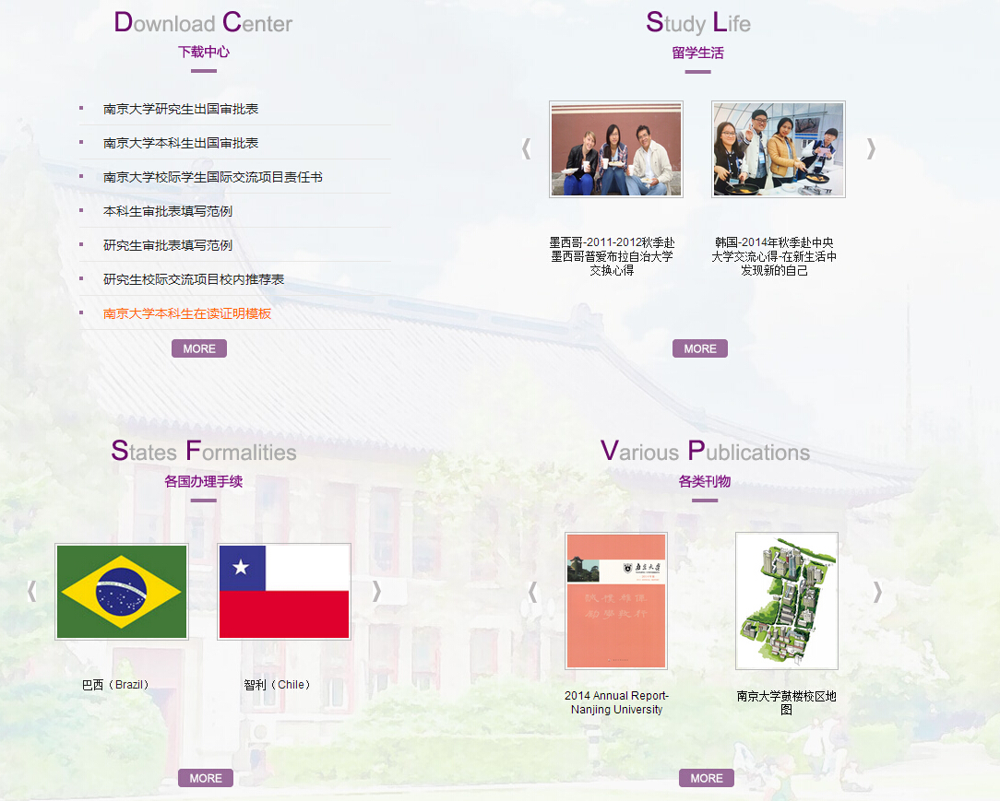 Download Center
下载中心
南京大学研究生出国审批表
南京大学本科生出国审批表
南京大学校际学生国际交流项目责任书
本科生审批表填写范例
研究生审批表填写范例
研究生校际交流项目校内推荐表
南京大学本科生在读证明模板
MORE
Study Life
留学生活
墨西哥-2011-2012秋季赴
墨西哥普爱布拉自治大学
交换心得
韩国-2014年秋季赴中央
大学交流心得-在新生活中
发现新的自己
MORE
States Formalities
各国办理手续
巴西（Brazil）
智利（Chile）
MORE
Various Publications
各类刊物
南京大学
2014 Annual Report-
Nanjing University
南京大学鼓楼校区地
图
MORE